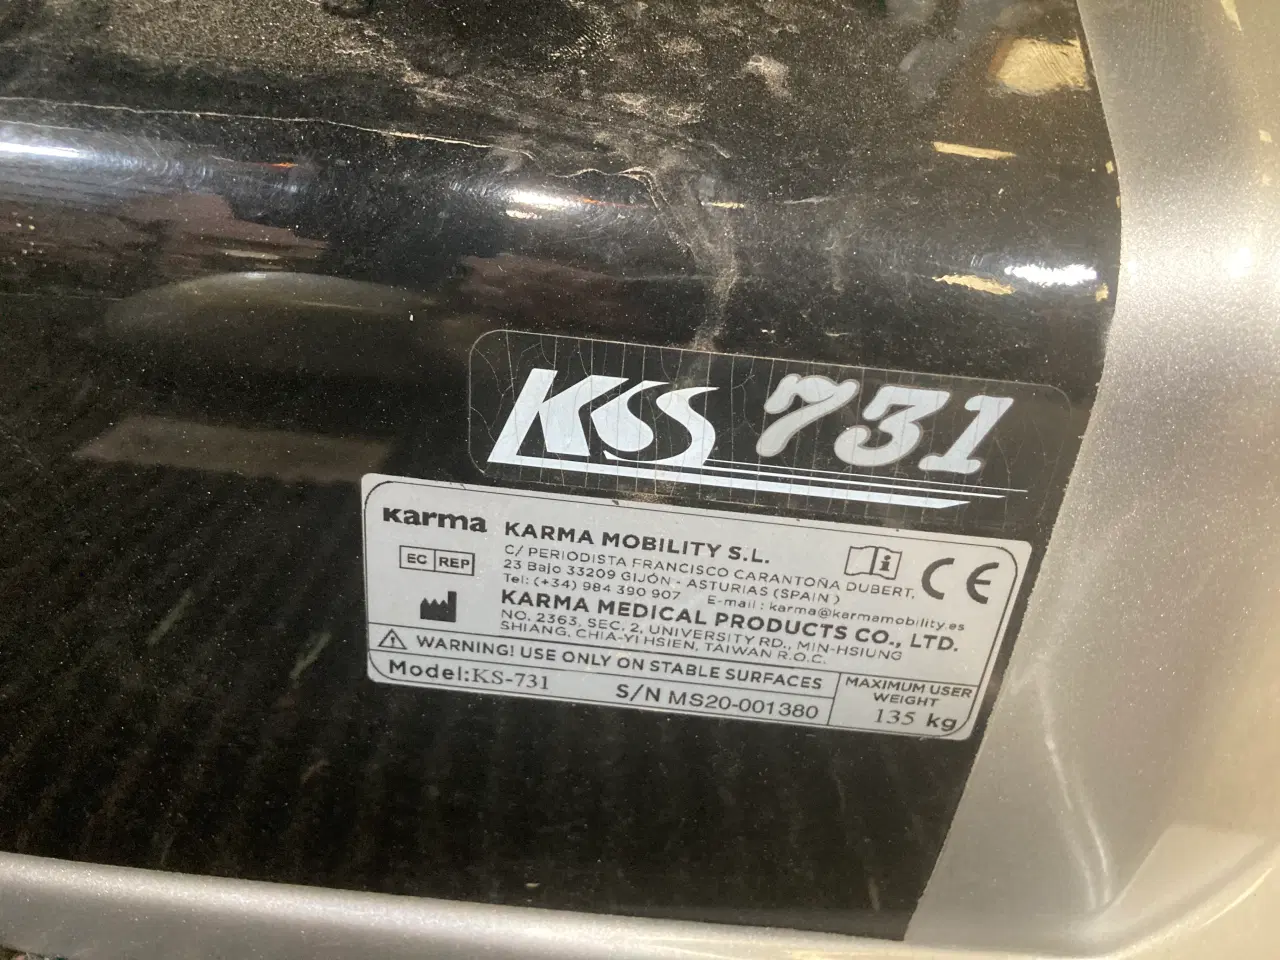 KSS 731
Karma
KARMA MOBILITY S.L.
C/ PERIODISTA FRANCISCO CARANTOÑA DUBERT,
23 Bajo 33209 GIJÓN - ASTURIAS (SPAIN)
Tel: (+34) 984 390 907 E-mail: karma@karmamobility.es
EC REP
KARMA MEDICAL PRODUCTS CO., LTD.
NO. 2363, SEC. 2, UNIVERSITY RD., MIN-HSIUNG
SHIANG, CHIA-YI HSIEN, TAIWAN R.O.C.
CE
WARNING! USE ONLY ON STABLE SURFACES
Model:KS-731 S/N MS20-001380
MAXIMUM USER
WEIGHT
135 kg